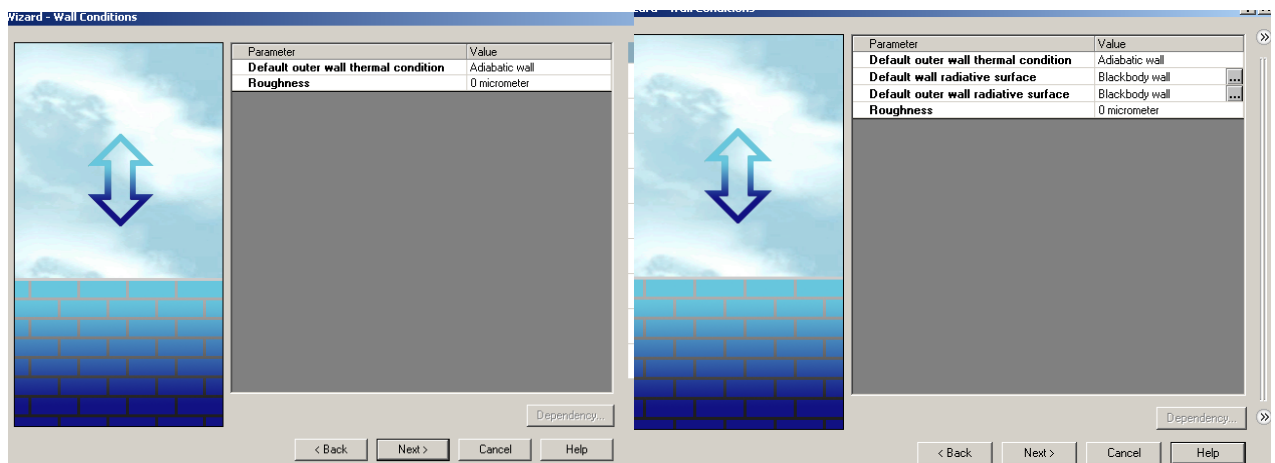 Wizard - Wall Conditions
Parameter Value
Default outer wall thermal condition Adiabatic wall
Roughness 0 micrometer
Dependency...
< Back Next > Cancel Help
Wall Conditions
Parameter Value
Default outer wall thermal condition Adiabatic wall
Default wall radiative surface Blackbody wall ...
Default outer wall radiative surface Blackbody wall ...
Roughness 0 micrometer
Dependency...
< Back Next > Cancel Help